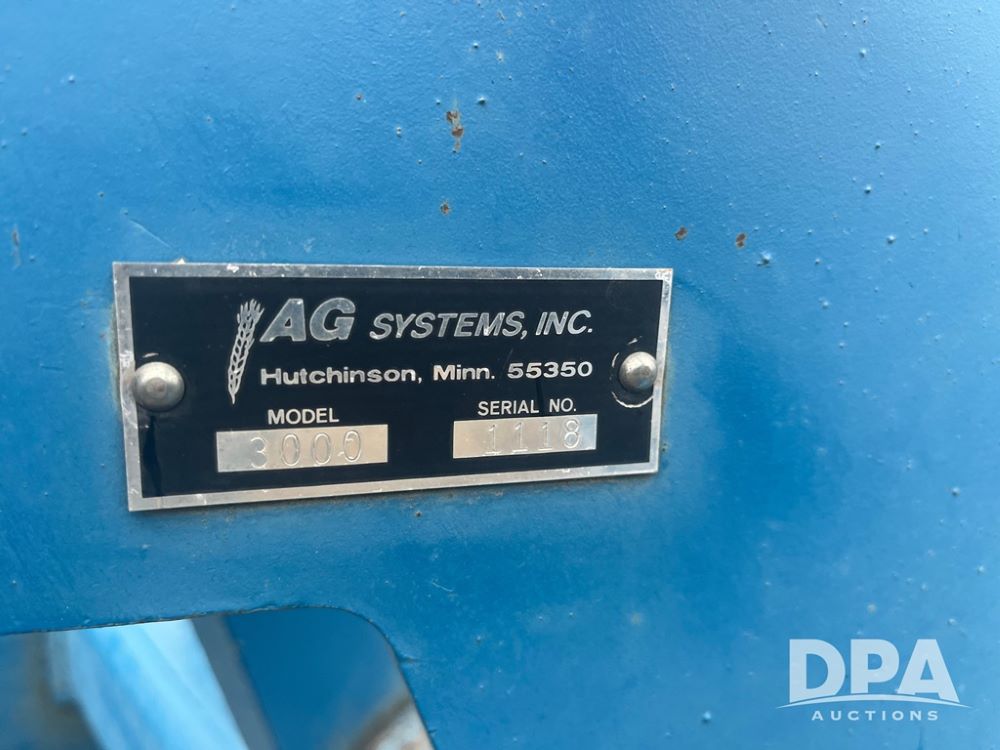 AG SYSTEMS, INC.
Hutchinson, Minn. 55350
MODEL SERIAL NO.
3000 1118
DPA
AUCTIONS